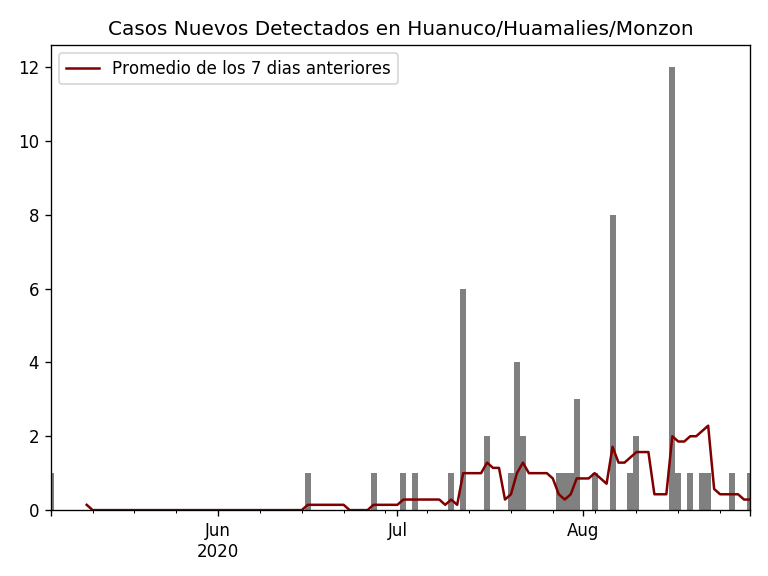 Casos Nuevos Detectados en Huanuco/Huamalies/Monzon
Promedio de los 7 dias anteriores
12
10
8
6
4
2
0
Jun
2020
Jul
Aug